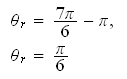 θr = 7π/6 − π,
θr = π/6